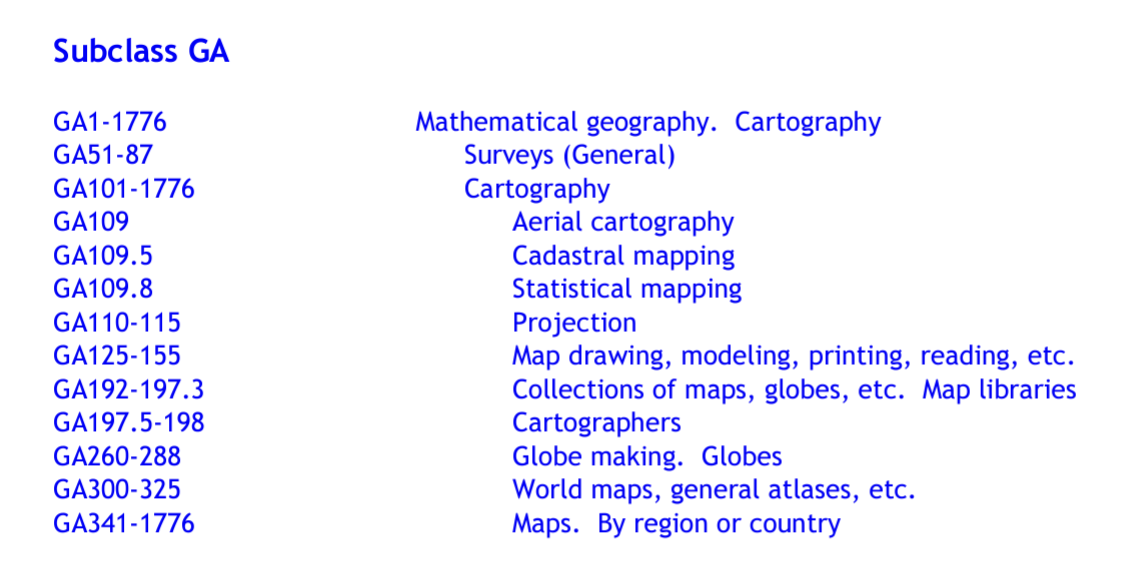 Subclass GA
GA1-1776 Mathematical geography.  Cartography
GA51-87 Surveys (General)
GA101-1776 Cartography
GA109 Aerial cartography
GA109.5 Cadastral mapping
GA109.8 Statistical mapping
GA110-115 Projection
GA125-155 Map drawing, modeling, printing, reading, etc.
GA192-197.3 Collections of maps, globes, etc.  Map libraries
GA197.5-198 Cartographers
GA260-288 Globe making.  Globes
GA300-325 World maps, general atlases, etc.
GA341-1776 Maps.  By region or country